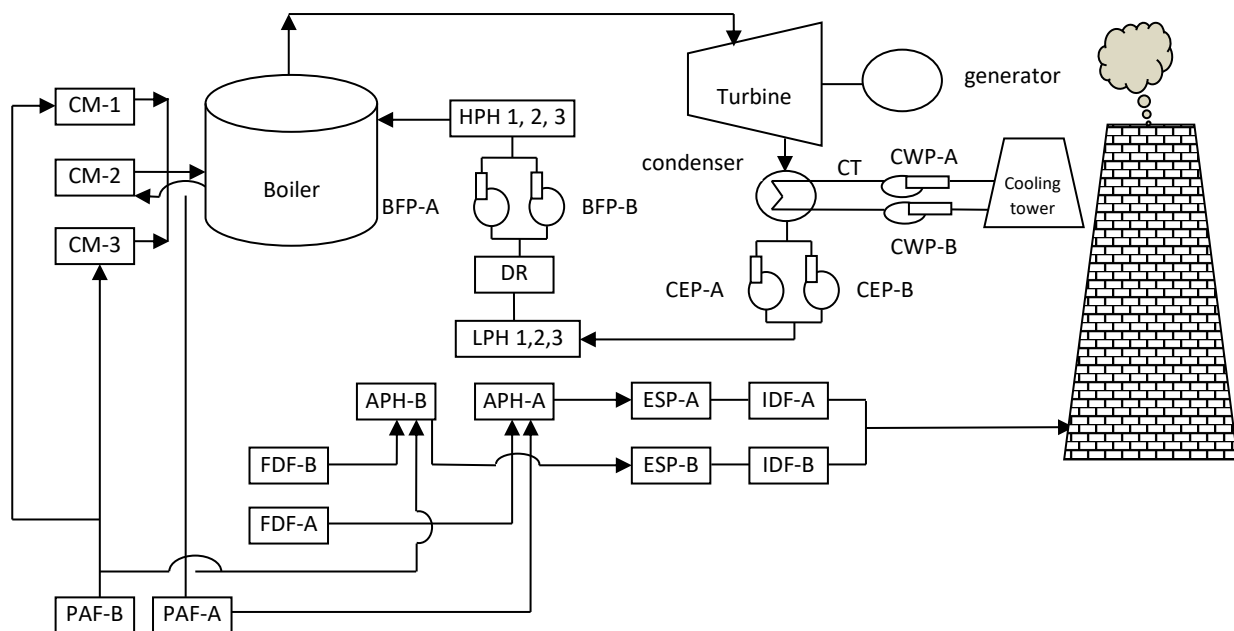 CM-1
CM-2
CM-3
Boiler
HPH 1, 2, 3
BFP-A
BFP-B
DR
LPH 1,2,3
Turbine
generator
condenser
CT
CWP-A
CWP-B
Cooling
tower
CEP-A
CEP-B
APH-B
APH-A
ESP-A
IDF-A
FDF-B
ESP-B
IDF-B
FDF-A
PAF-B
PAF-A